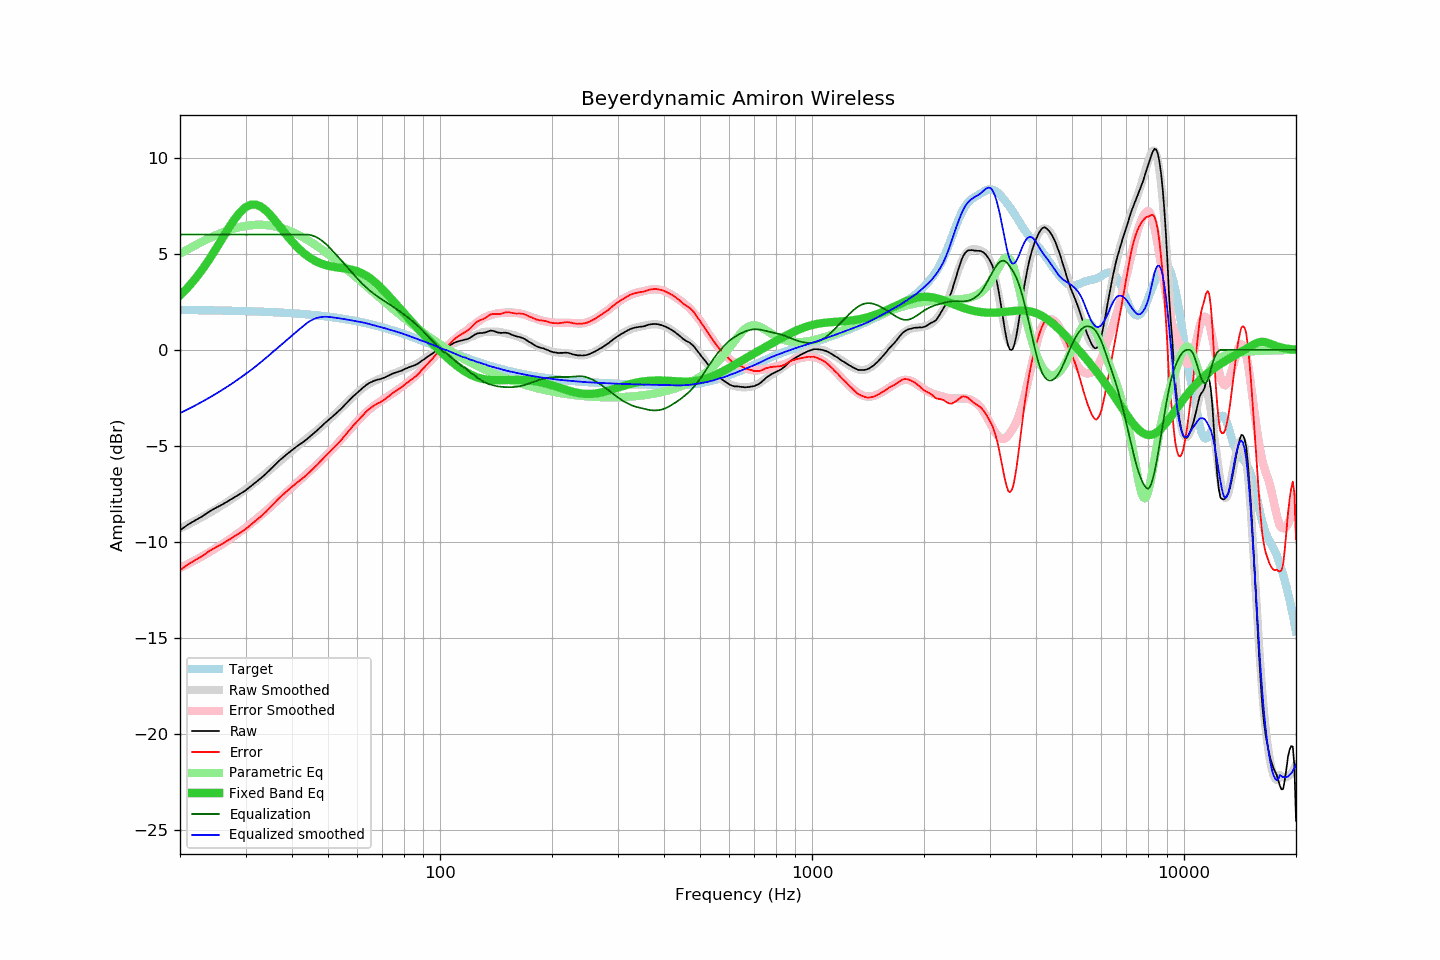 Beyerdynamic Amiron Wireless
Amplitude (dBr)
10
5
0
−5
−10
−15
−20
−25
Target
Raw Smoothed
Error Smoothed
Raw
Error
Parametric Eq
Fixed Band Eq
Equalization
Equalized smoothed
100
1000
10000
Frequency (Hz)